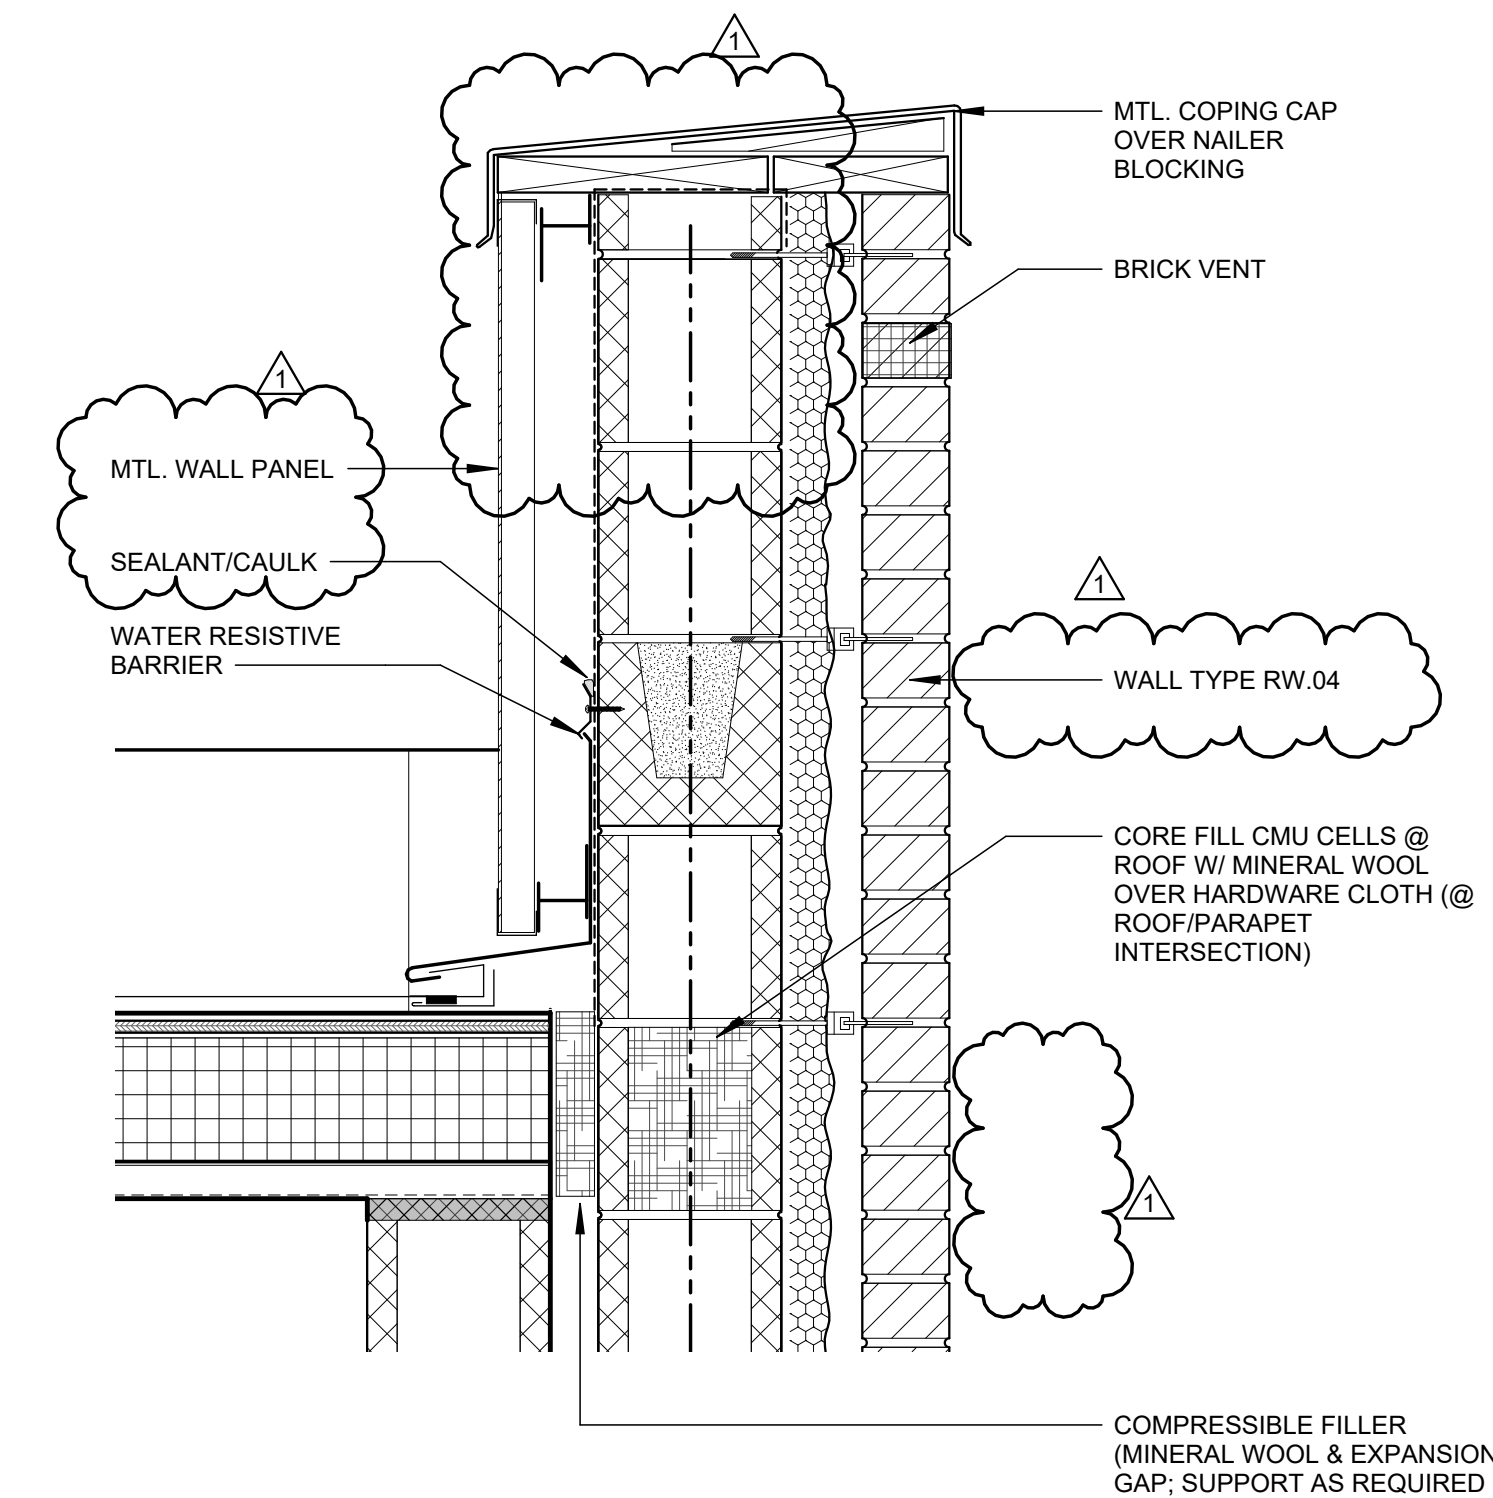 1
MTL. COPING CAP
OVER NAILER
BLOCKING
BRICK VENT
1
MTL. WALL PANEL
SEALANT/CAULK
WATER RESISTIVE
BARRIER
1
WALL TYPE RW.04
CORE FILL CMU CELLS @
ROOF W/ MINERAL WOOL
OVER HARDWARE CLOTH (@
ROOF/PARAPET
INTERSECTION)
1
COMPRESSIBLE FILLER
(MINERAL WOOL & EXPANSION
GAP; SUPPORT AS REQUIRED